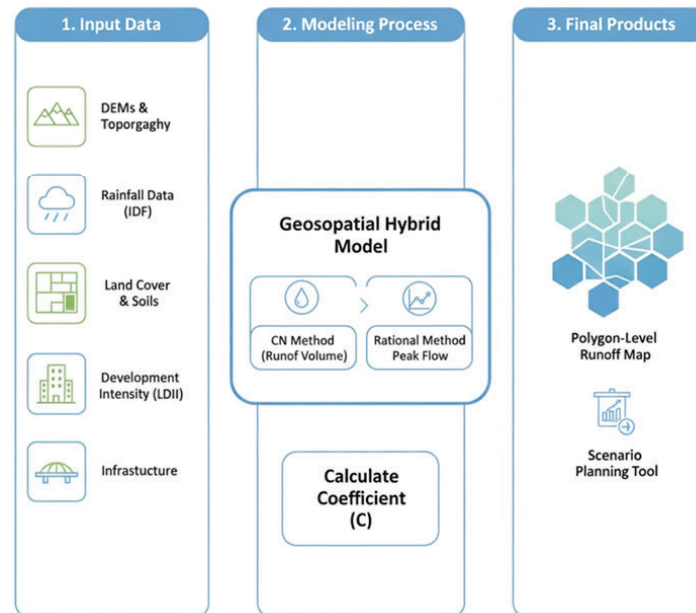 1. Input Data
DEMs &
Toporgaghy
Rainfall Data
(IDF)
Land Cover
& Soils
Development
Intensity (LDII)
Infrastucture
2. Modeling Process
Geosopatial Hybrid
Model
CN Method
(Runof Volume)
Rational Method
Peak Flow
Calculate
Coefficient
(C)
3. Final Products
Polygon-Level
Runoff Map
Scenario
Planning Tool